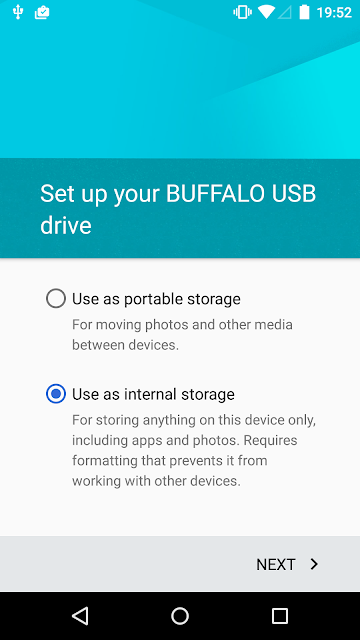 19:52
Set up your BUFFALO USB
drive
Use as portable storage
For moving photos and other media
between devices.
Use as internal storage
For storing anything on this device only,
including apps and photos. Requires
formatting that prevents it from
working with other devices.
NEXT